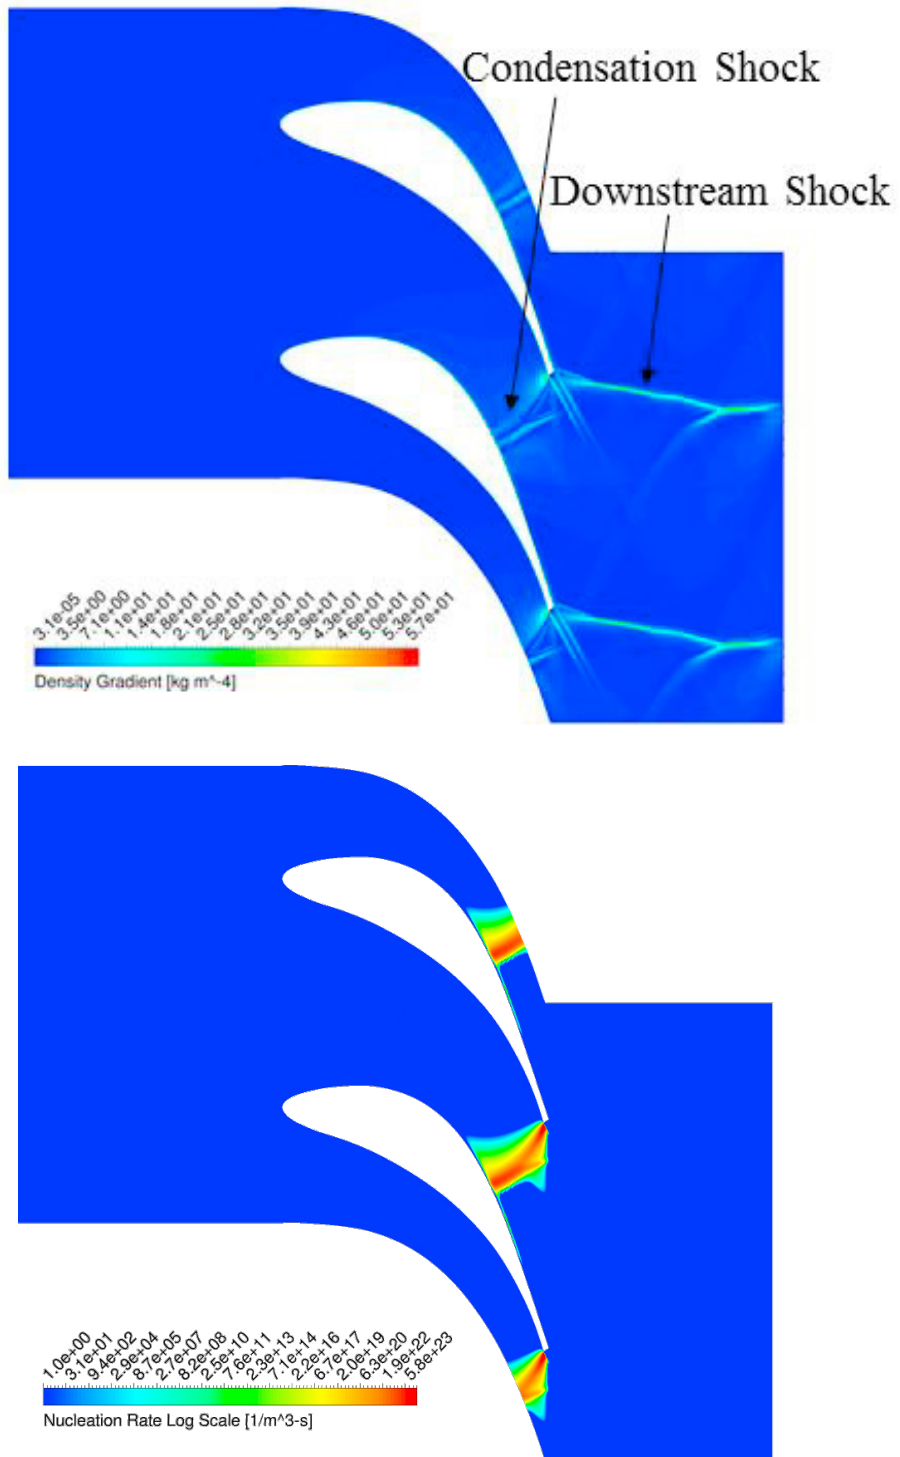 Condensation Shock
Downstream Shock
3.1e-05 3.5e+00 7.1e+00 1.1e+01 1.4e+01 1.8e+01 2.1e+01 2.5e+01 2.8e+01 3.2e+01 3.5e+01 3.9e+01 4.3e+01 4.6e+01 5.0e+01 5.3e+01 5.7e+01
Density Gradient [kg m^-4]
1.0e+00 3.1e+01 9.4e+02 2.9e+04 8.7e+05 2.7e+07 8.2e+08 2.5e+10 7.6e+11 2.3e+13 7.1e+14 2.2e+16 6.7e+17 2.0e+19 6.3e+20 1.9e+22 5.8e+23
Nucleation Rate Log Scale [1/m^3-s]